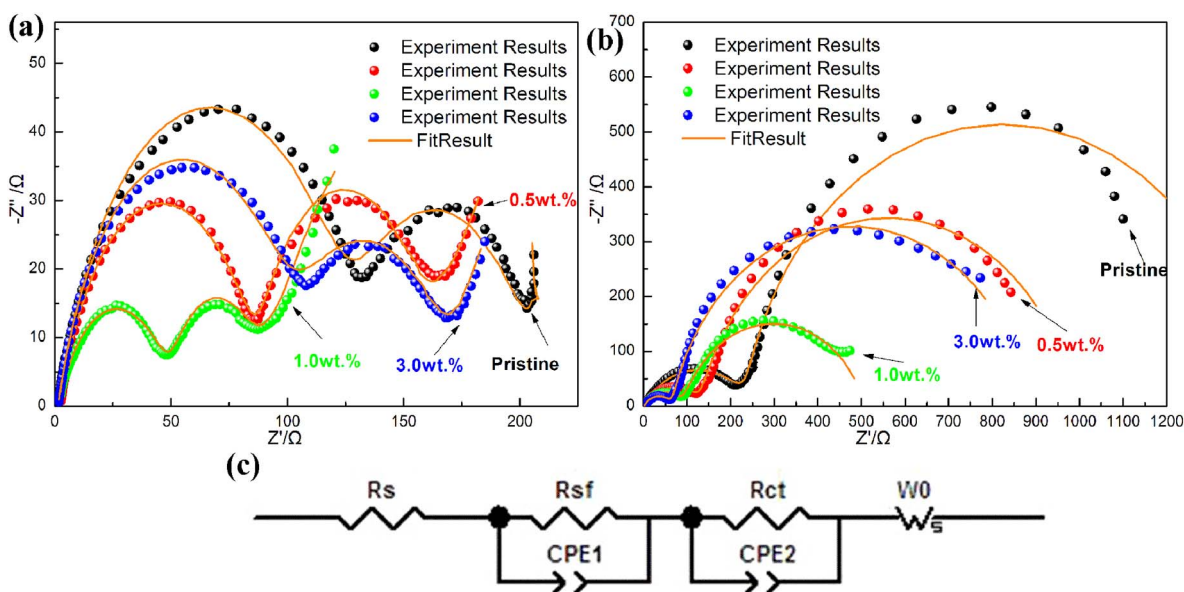 (a)
55
50
40
30
20
10
0
-Z''/Ω
Experiment Results
Experiment Results
Experiment Results
Experiment Results
FitResult
0.5wt.%
1.0wt.%
3.0wt.%
Pristine
0 50 100 150 200
Z'/Ω
(b)
700
600
500
400
300
200
100
0
-Z''/Ω
Experiment Results
Experiment Results
Experiment Results
Experiment Results
FitResult
Pristine
3.0wt.%
0.5wt.%
1.0wt.%
0 100 200 300 400 500 600 700 800 900 1000 1100 1200
Z'/Ω
(c)
Rs Rsf Rct W0
s
CPE1 CPE2